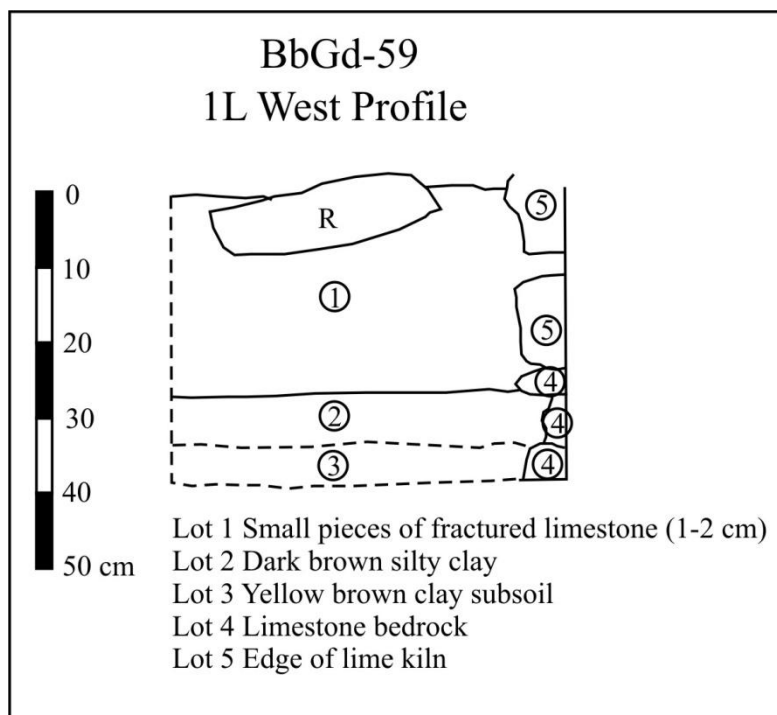 BbGd-59
1L West Profile
0
10
20
30
40
50 cm
R
5
1
5
4
2
4
3
4
Lot 1 Small pieces of fractured limestone (1-2 cm)
Lot 2 Dark brown silty clay
Lot 3 Yellow brown clay subsoil
Lot 4 Limestone bedrock
Lot 5 Edge of lime kiln